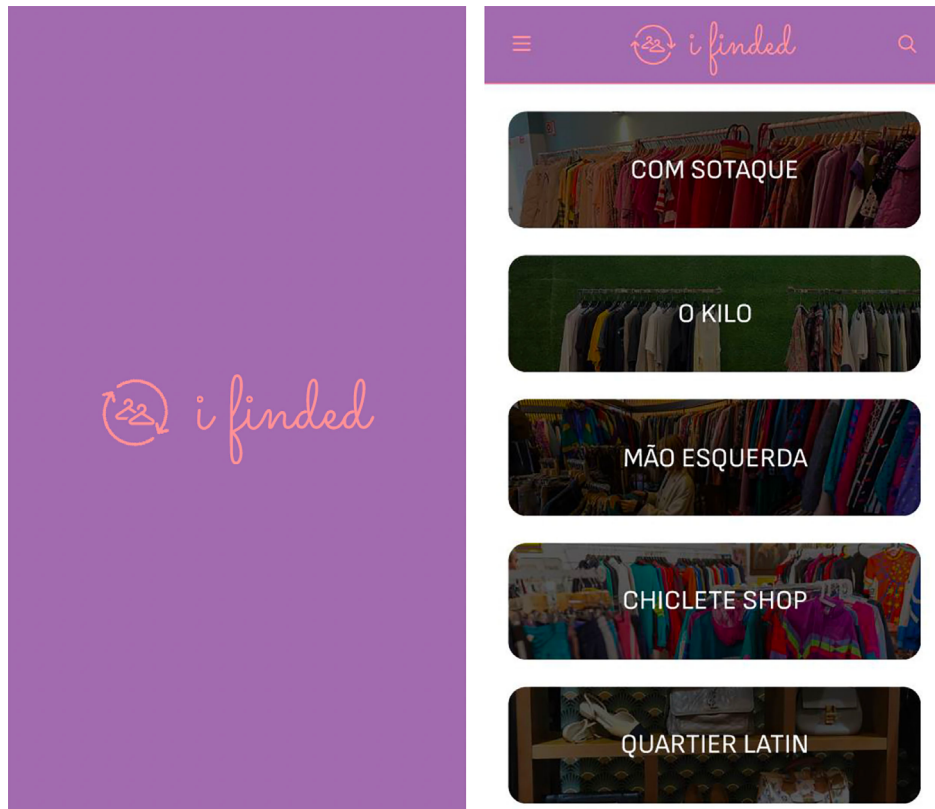 i finded
i finded
COM SOTAQUE
O KILO
MÃO ESQUERDA
CHICLETE SHOP
QUARTIER LATIN